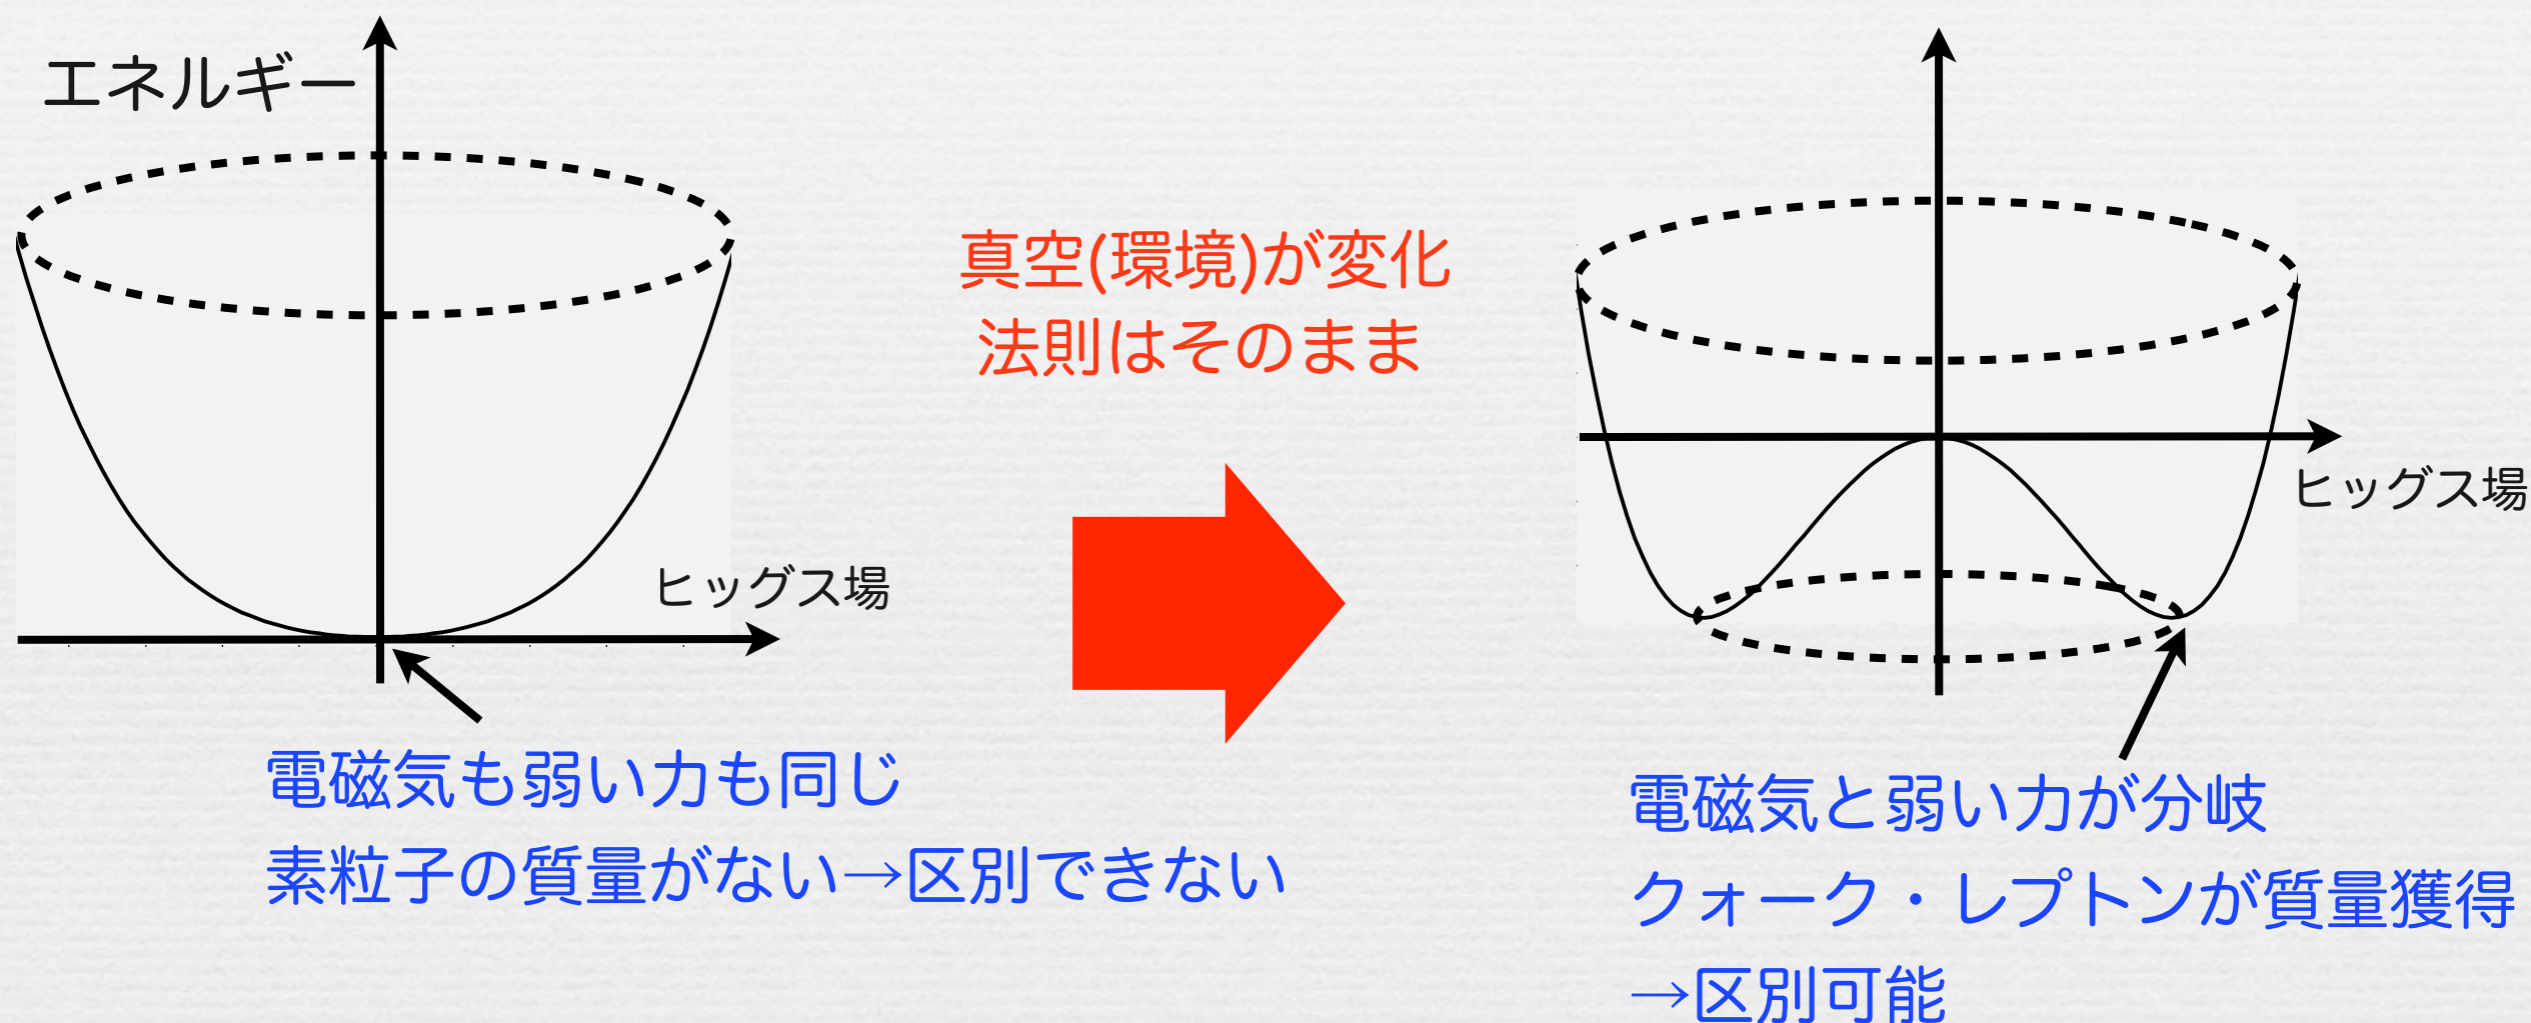 エネルギー
ヒッグス場
電磁気も弱い力も同じ
素粒子の質量がない→区別できない
真空(環境)が変化
法則はそのまま
ヒッグス場
電磁気と弱い力が分岐
クォーク・レプトンが質量獲得
→区別可能